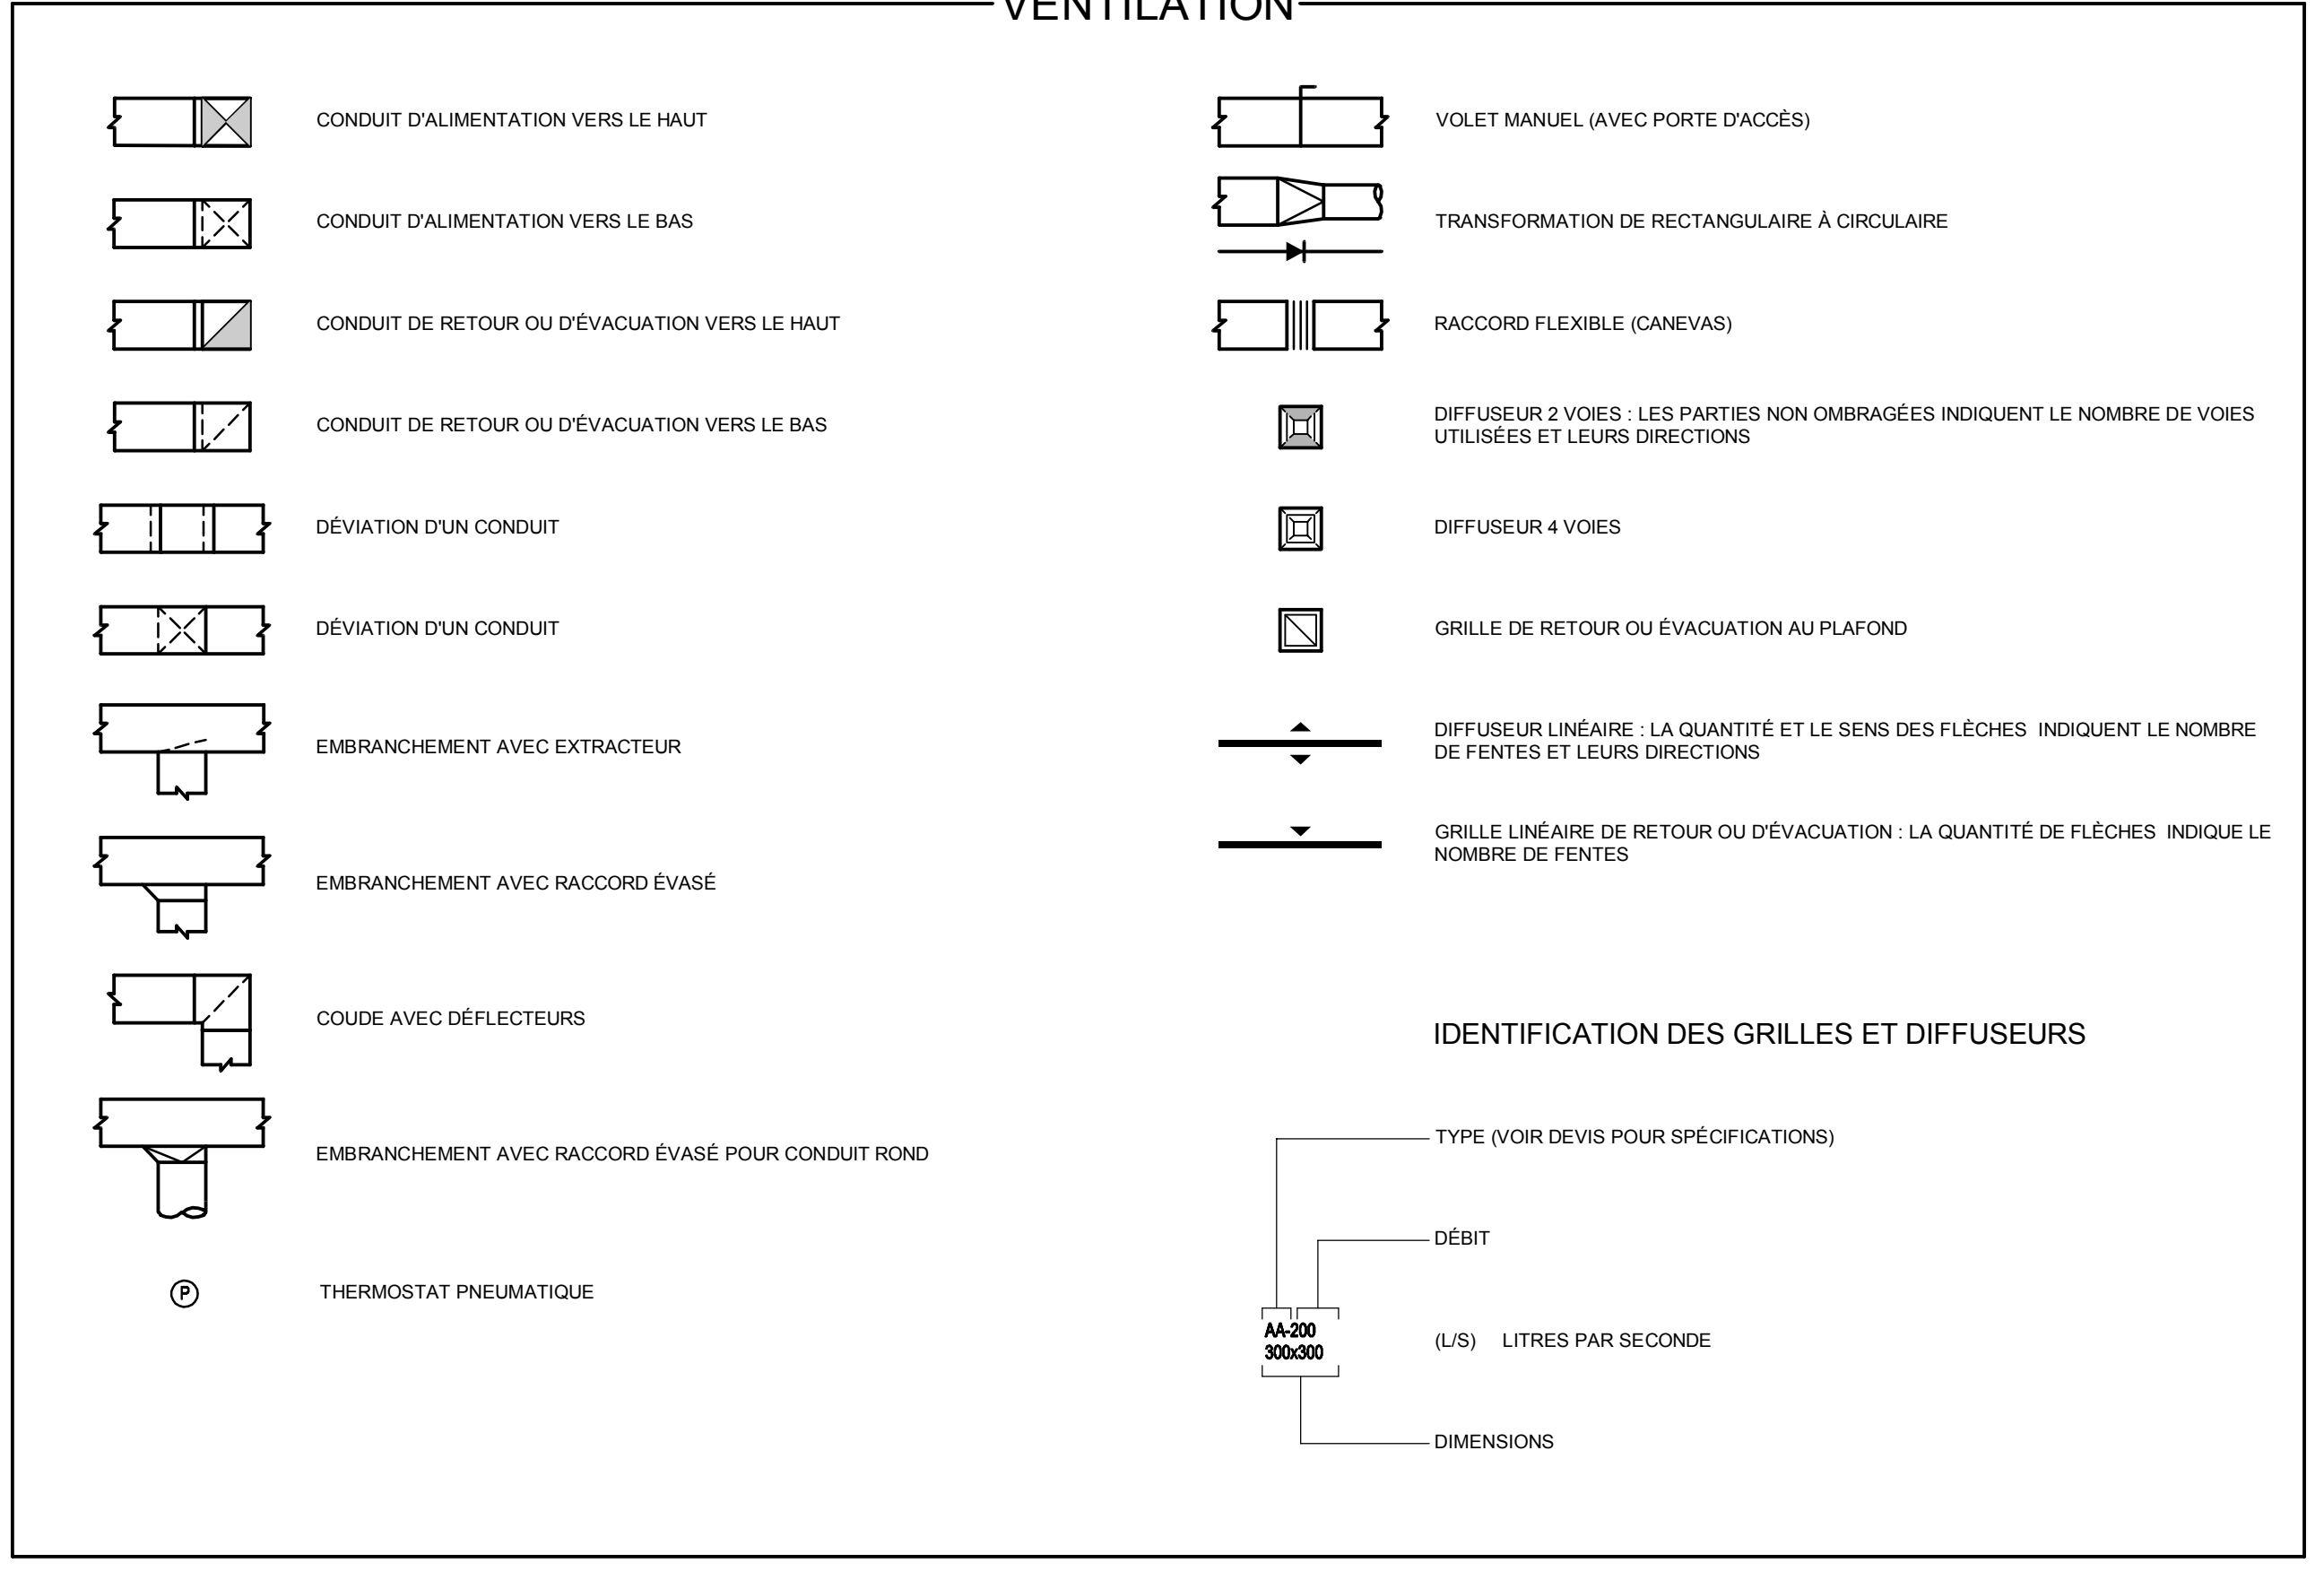 VENTILATION
CONDUIT D'ALIMENTATION VERS LE HAUT
CONDUIT D'ALIMENTATION VERS LE BAS
CONDUIT DE RETOUR OU D'ÉVACUATION VERS LE HAUT
CONDUIT DE RETOUR OU D'ÉVACUATION VERS LE BAS
DÉVIATION D'UN CONDUIT
DÉVIATION D'UN CONDUIT
EMBRANCHEMENT AVEC EXTRACTEUR
EMBRANCHEMENT AVEC RACCORD ÉVASÉ
COUDE AVEC DÉFLECTEURS
EMBRANCHEMENT AVEC RACCORD ÉVASÉ POUR CONDUIT ROND
P
THERMOSTAT PNEUMATIQUE
VOLET MANUEL (AVEC PORTE D'ACCÈS)
TRANSFORMATION DE RECTANGULAIRE À CIRCULAIRE
RACCORD FLEXIBLE (CANEVAS)
DIFFUSEUR 2 VOIES : LES PARTIES NON OMBRAGÉES INDIQUENT LE NOMBRE DE VOIES
UTILISÉES ET LEURS DIRECTIONS
DIFFUSEUR 4 VOIES
GRILLE DE RETOUR OU ÉVACUATION AU PLAFOND
DIFFUSEUR LINÉAIRE : LA QUANTITÉ ET LE SENS DES FLÈCHES INDIQUENT LE NOMBRE
DE FENTES ET LEURS DIRECTIONS
GRILLE LINÉAIRE DE RETOUR OU D'ÉVACUATION : LA QUANTITÉ DE FLÈCHES INDIQUE LE
NOMBRE DE FENTES
IDENTIFICATION DES GRILLES ET DIFFUSEURS
TYPE (VOIR DEVIS POUR SPÉCIFICATIONS)
DÉBIT
AA-200
300x300
(L/S) LITRES PAR SECONDE
DIMENSIONS